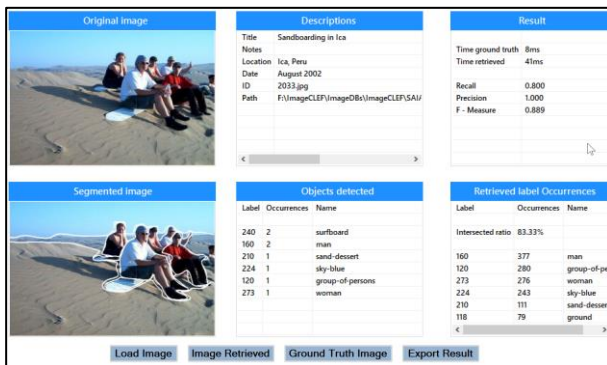 Original image
Descriptions
Title Sandboarding in Ica
Notes
Location Ica, Peru
Date August 2002
ID 2033.jpg
Path F:\ImageCLEF\ImageDBs\ImageCLEF\SAIA
Result
Time ground truth 8ms
Time retrieved 41ms
Recall 0.800
Precision 1.000
F - Measure 0.889
Segmented image
Objects detected
Label Occurrences Name
240 2 surfboard
160 2 man
210 1 sand-dessert
224 1 sky-blue
120 1 group-of-persons
273 1 woman
Retrieved label Occurrences
Label Occurrences Name
Intersected ratio 83.33%
160 377 man
120 280 group-of-pe
273 276 woman
224 243 sky-blue
210 111 sand-desser
118 79 ground
Load Image Image Retrieved Ground Truth Image Export Result